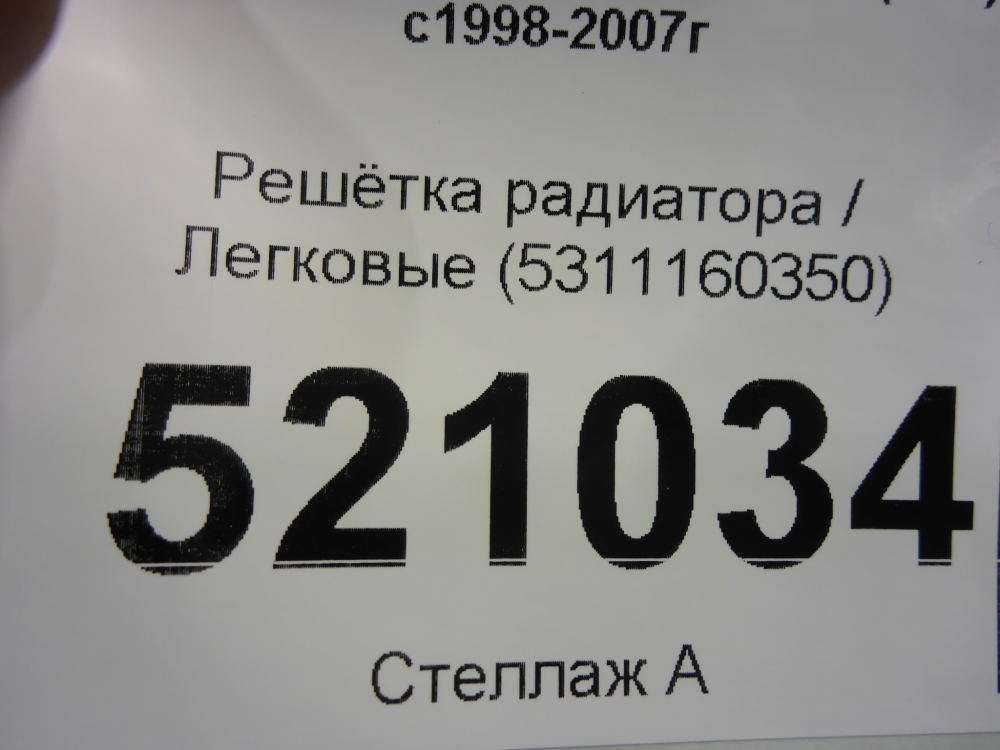 с1998-2007г
Решётка радиатора /
Легковые (5311160350)
521034
Стеллаж А